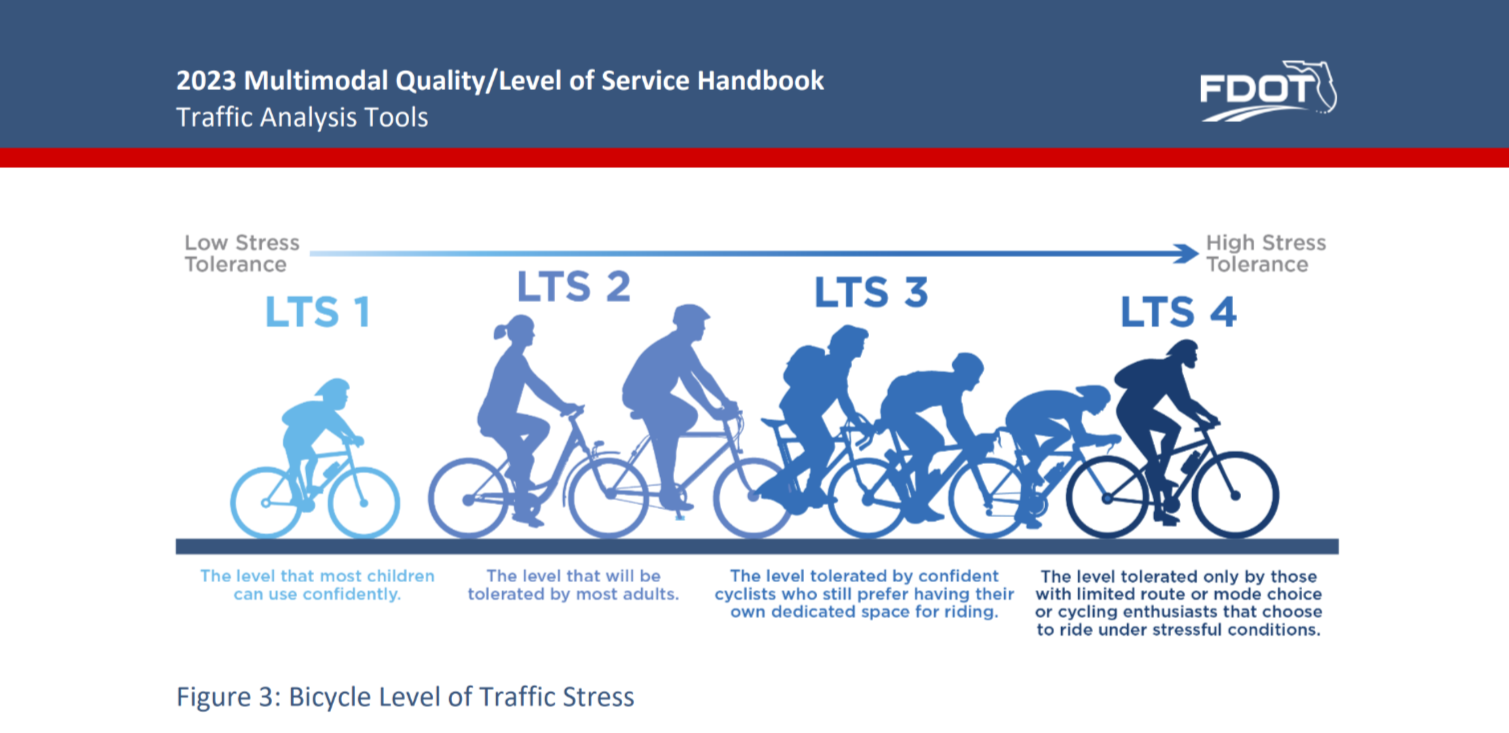 2023 Multimodal Quality/Level of Service Handbook
Traffic Analysis Tools
FDOT
Low Stress
Tolerance
High Stress
Tolerance
LTS 1
LTS 2
LTS 3
LTS 4
The level that most children
can use confidently.
The level that will be
tolerated by most adults.
The level tolerated by confident
cyclists who still prefer having their
own dedicated space for riding.
The level tolerated only by those
with limited route or mode choice
or cycling enthusiasts that choose
to ride under stressful conditions.
Figure 3: Bicycle Level of Traffic Stress